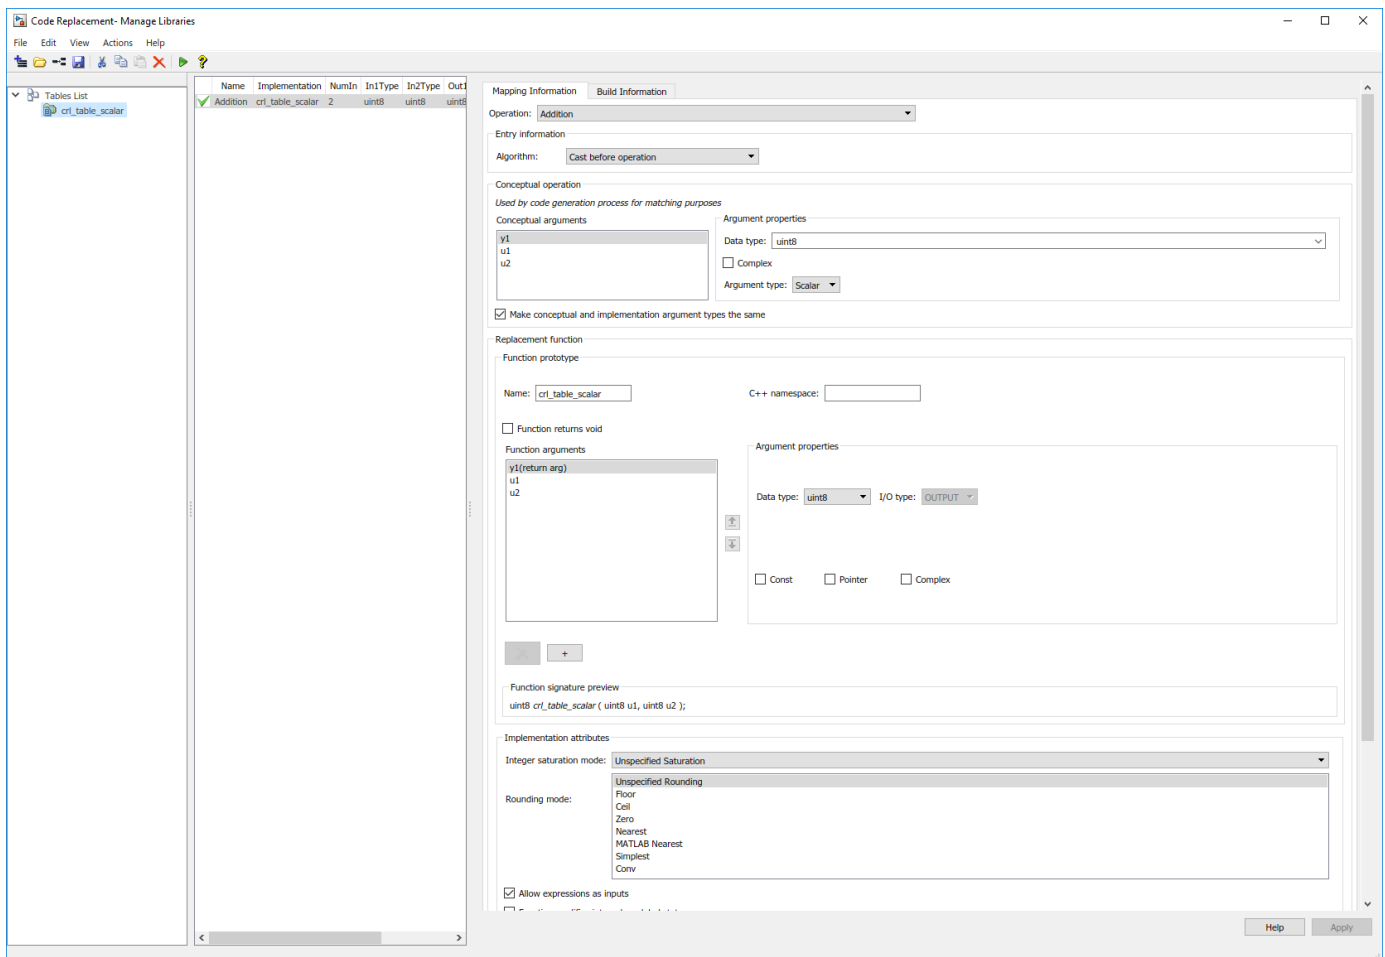 Code Replacement- Manage Libraries
File Edit View Actions Help
Tables List
crl_table_scalar
Name Implementation NumIn In1Type In2Type Out1
Addition crl_table_scalar 2 uint8 uint8 uint8
Mapping Information Build Information
Operation: Addition
Entry information
Algorithm: Cast before operation
Conceptual operation
Used by code generation process for matching purposes
Conceptual arguments
y1
u1
u2
Argument properties
Data type: uint8
Complex
Argument type: Scalar
Make conceptual and implementation argument types the same
Replacement function
Function prototype
Name: crl_table_scalar C++ namespace:
Function returns void
Function arguments
y1(return arg)
u1
u2
Argument properties
Data type: uint8 I/O type: OUTPUT
Const Pointer Complex
+
Function signature preview
uint8 crl_table_scalar ( uint8 u1, uint8 u2 );
Implementation attributes
Integer saturation mode: Unspecified Saturation
Rounding mode:
Unspecified Rounding
Floor
Ceil
Zero
Nearest
MATLAB Nearest
Simplest
Conv
Allow expressions as inputs
Help Apply